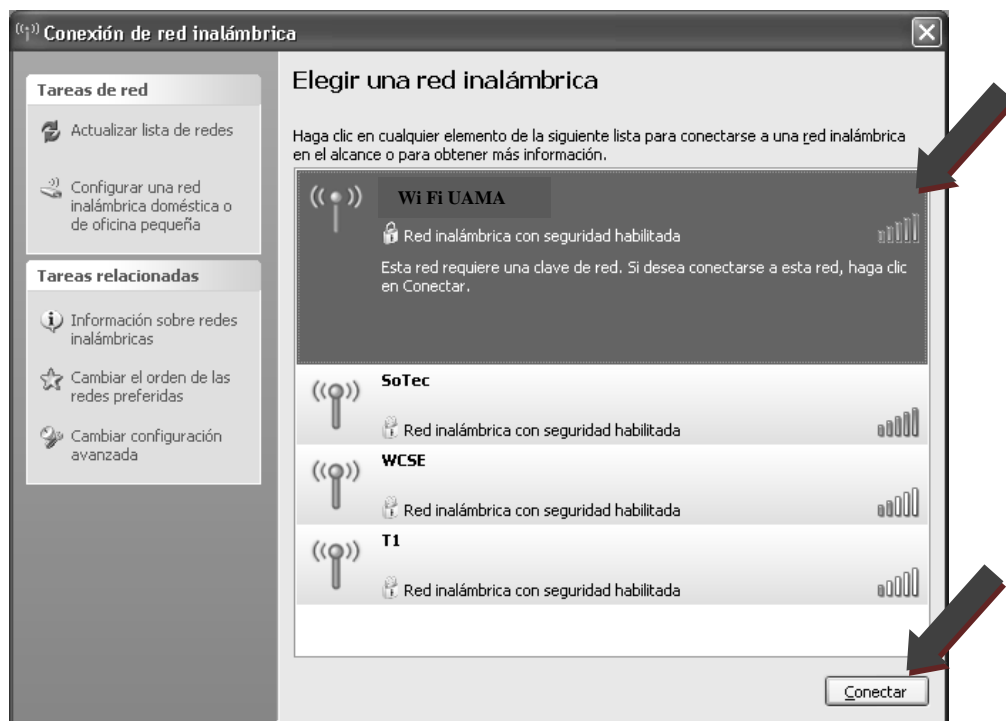 Conexión de red inalámbrica
Tareas de red
Actualizar lista de redes
Configurar una red
inalámbrica doméstica o
de oficina pequeña
Tareas relacionadas
Información sobre redes
inalámbricas
Cambiar el orden de las
redes preferidas
Cambiar configuración
avanzada
Elegir una red inalámbrica
Haga clic en cualquier elemento de la siguiente lista para conectarse a una red inalámbrica
en el alcance o para obtener más información.
Wi Fi UAMA
Red inalámbrica con seguridad habilitada
Esta red requiere una clave de red. Si desea conectarse a esta red, haga clic
en Conectar.
SoTec
Red inalámbrica con seguridad habilitada
WCSE
Red inalámbrica con seguridad habilitada
T1
Red inalámbrica con seguridad habilitada
Conectar